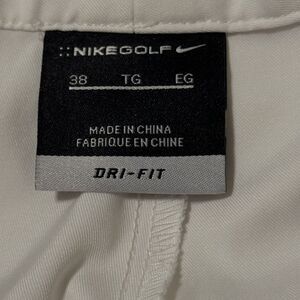 NIKEGOLF
38 TG EG
MADE IN CHINA
FABRIQUE EN CHINE
DRI-FIT